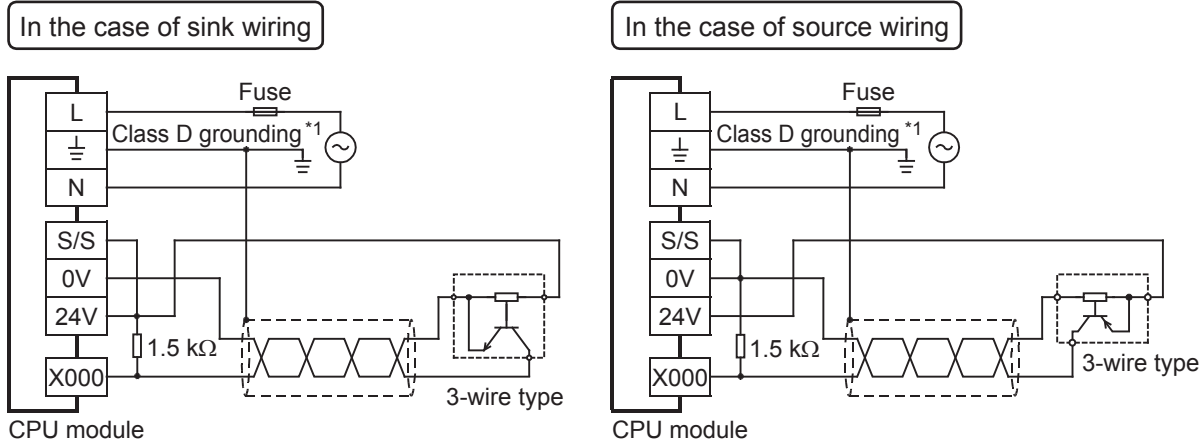 In the case of sink wiring
L
Fuse
Class D grounding *1
N
S/S
0V
24V
1.5 kΩ
X000
3-wire type
CPU module
In the case of source wiring
L
Fuse
Class D grounding *1
N
S/S
0V
24V
1.5 kΩ
X000
3-wire type
CPU module